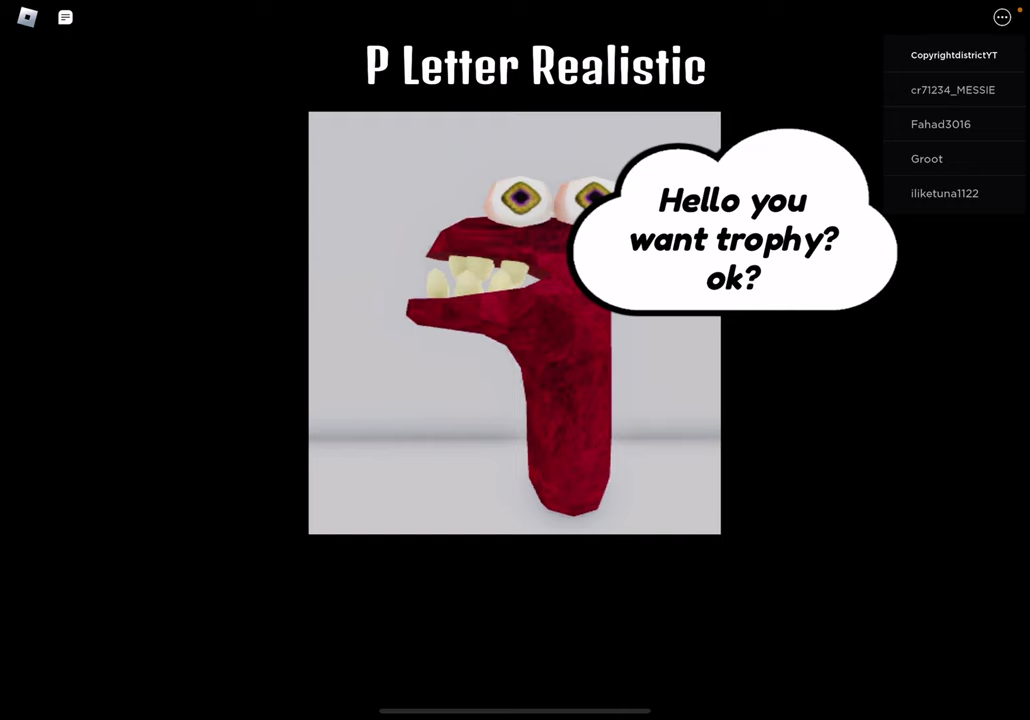 P Letter Realistic
CopyrightdistrictYT
cr71234_MESSIE
Fahad3016
Groot
iliketuna1122
Hello you
want trophy?
ok?